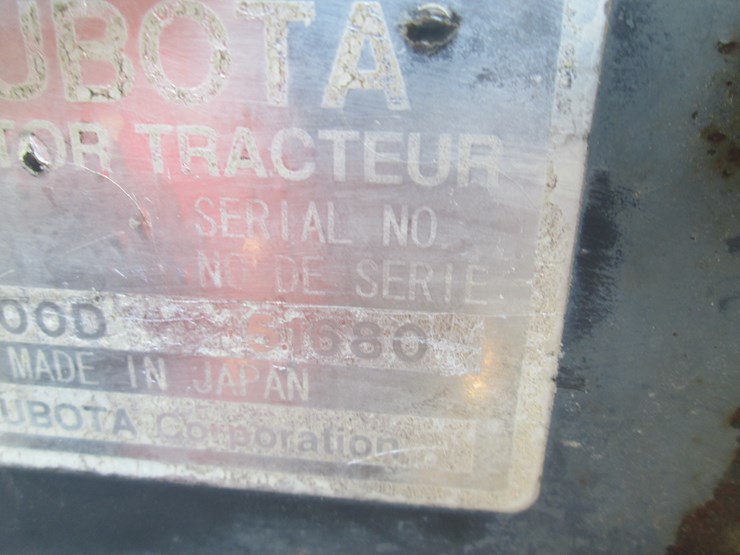 UBOTA
TOR TRACTEUR
SERIAL NO.
NO DE SERIE
00D 51680
MADE IN JAPAN
UBOTA Corporation